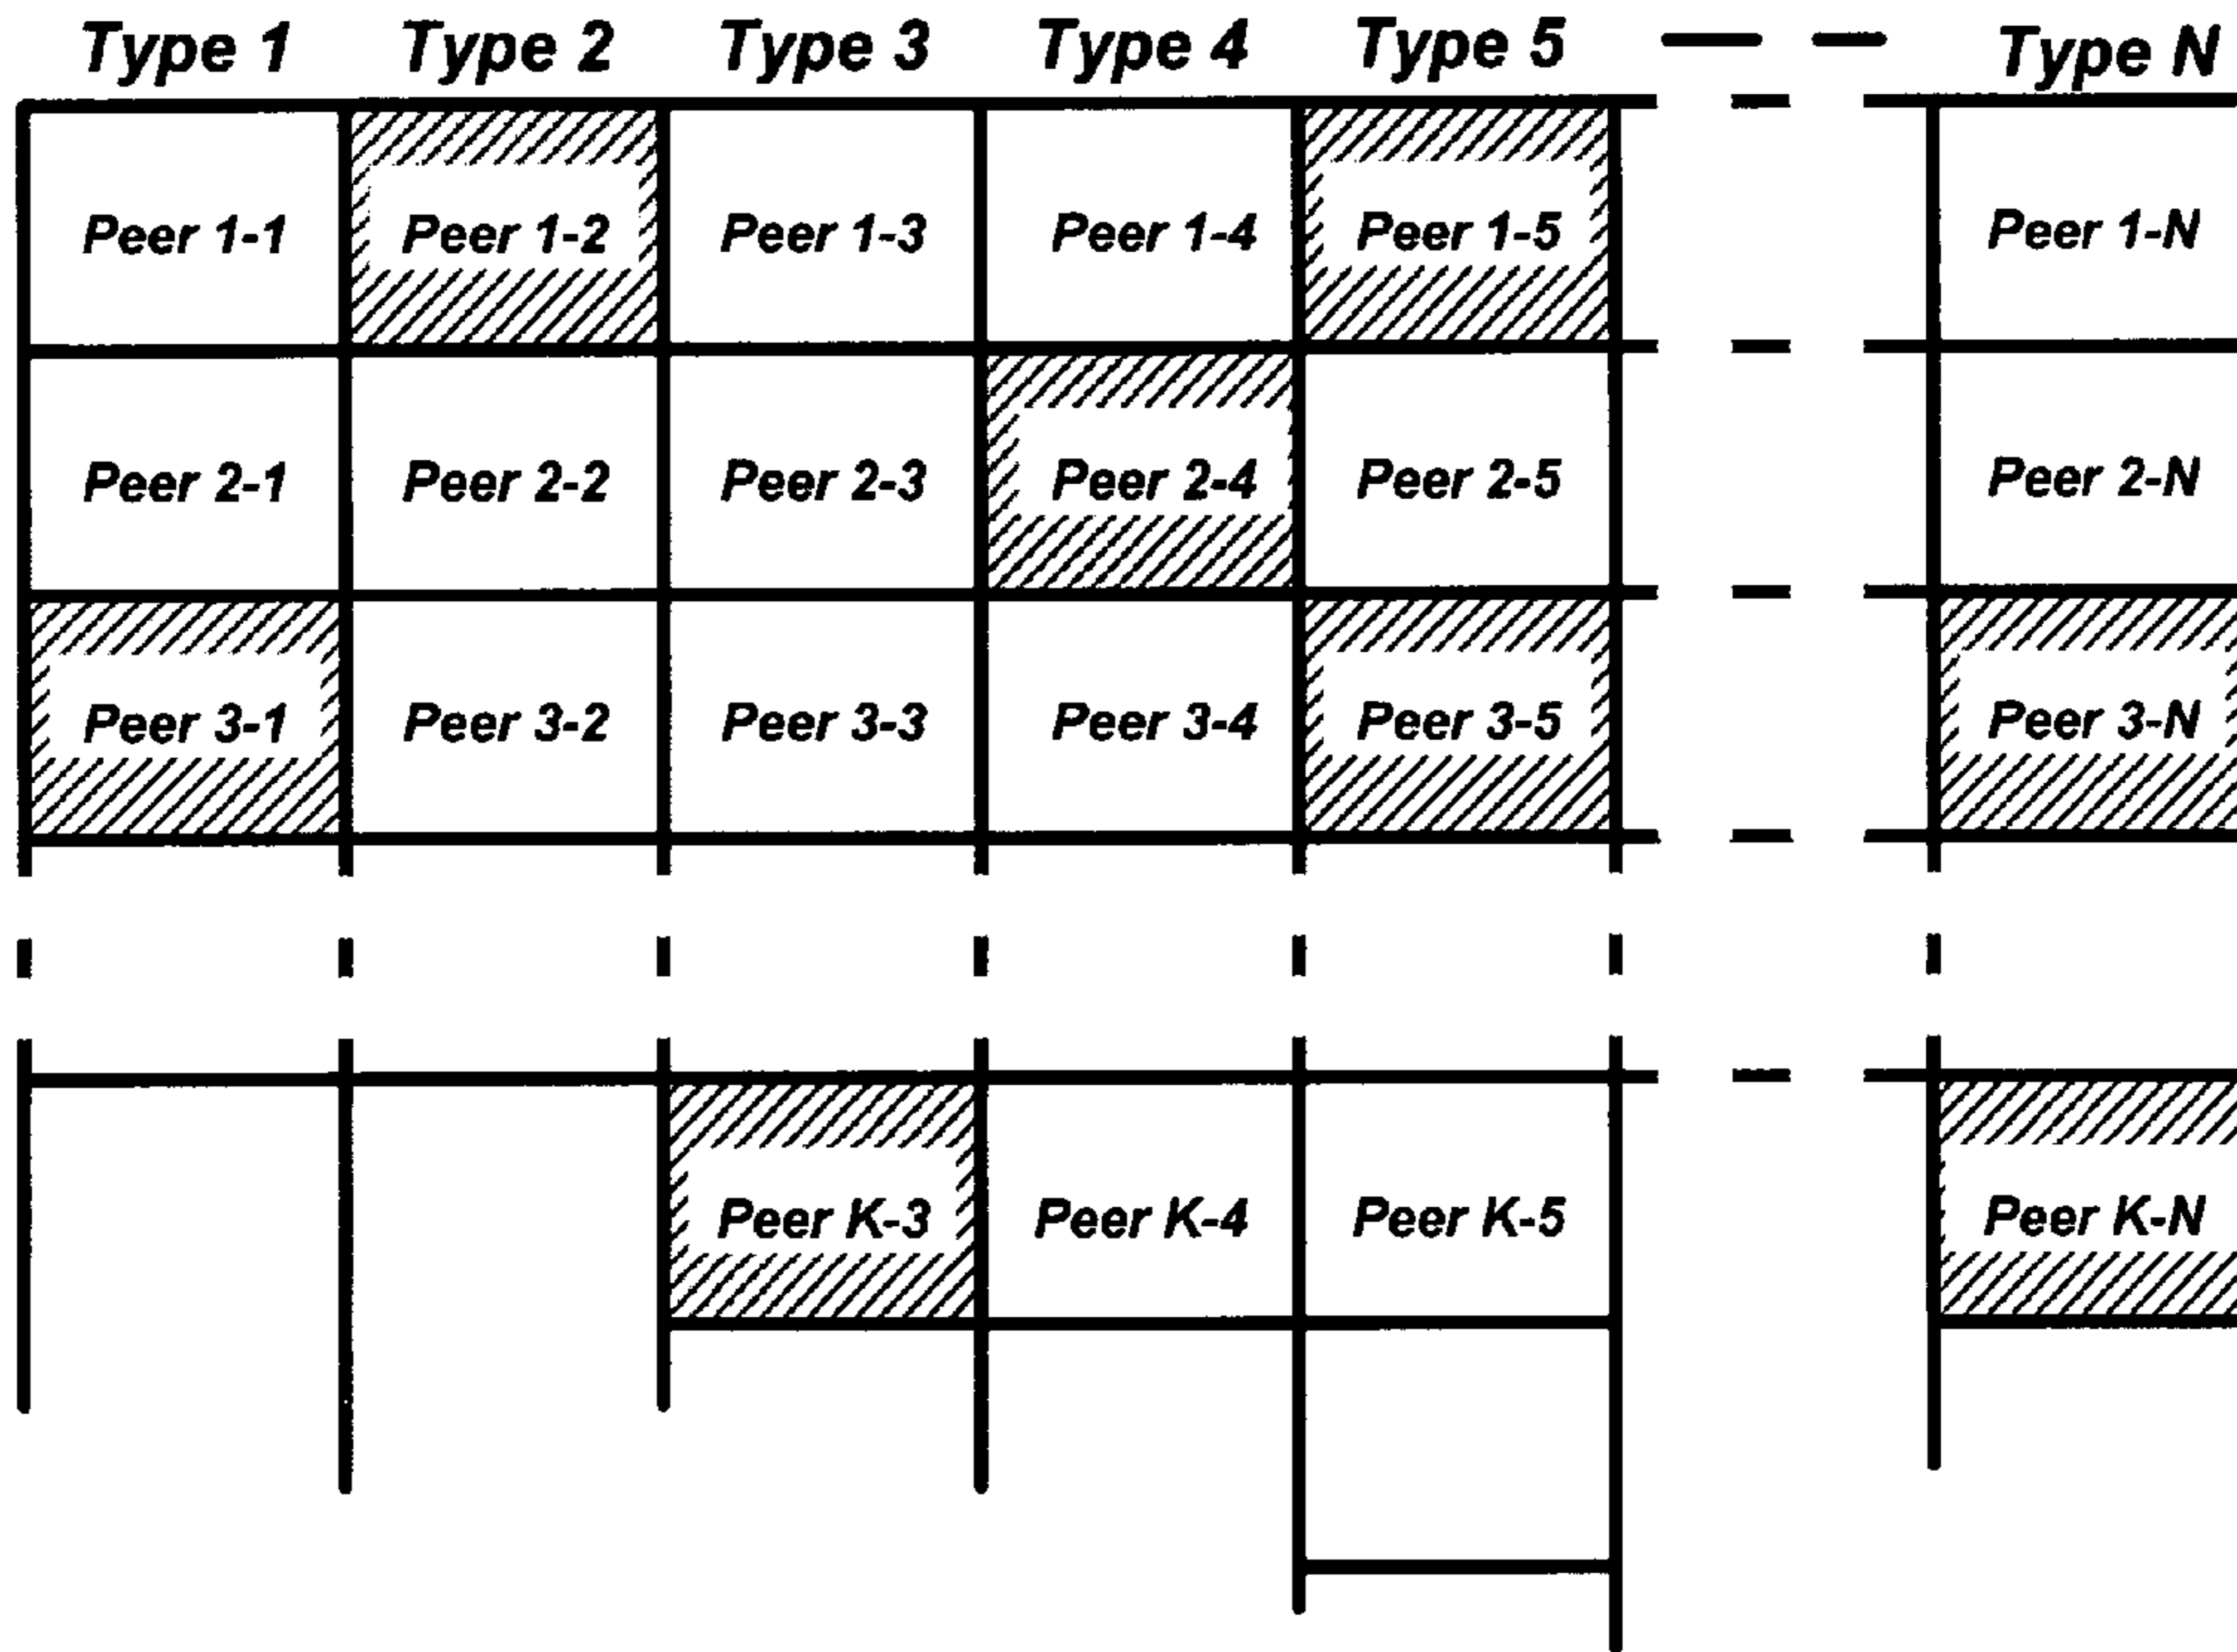 Type 1 Type 2 Type 3 Type 4 Type 5 Type N
Peer 1-1 Peer 1-2 Peer 1-3 Peer 1-4 Peer 1-5 Peer 1-N
Peer 2-1 Peer 2-2 Peer 2-3 Peer 2-4 Peer 2-5 Peer 2-N
Peer 3-1 Peer 3-2 Peer 3-3 Peer 3-4 Peer 3-5 Peer 3-N
Peer K-3 Peer K-4 Peer K-5 Peer K-N